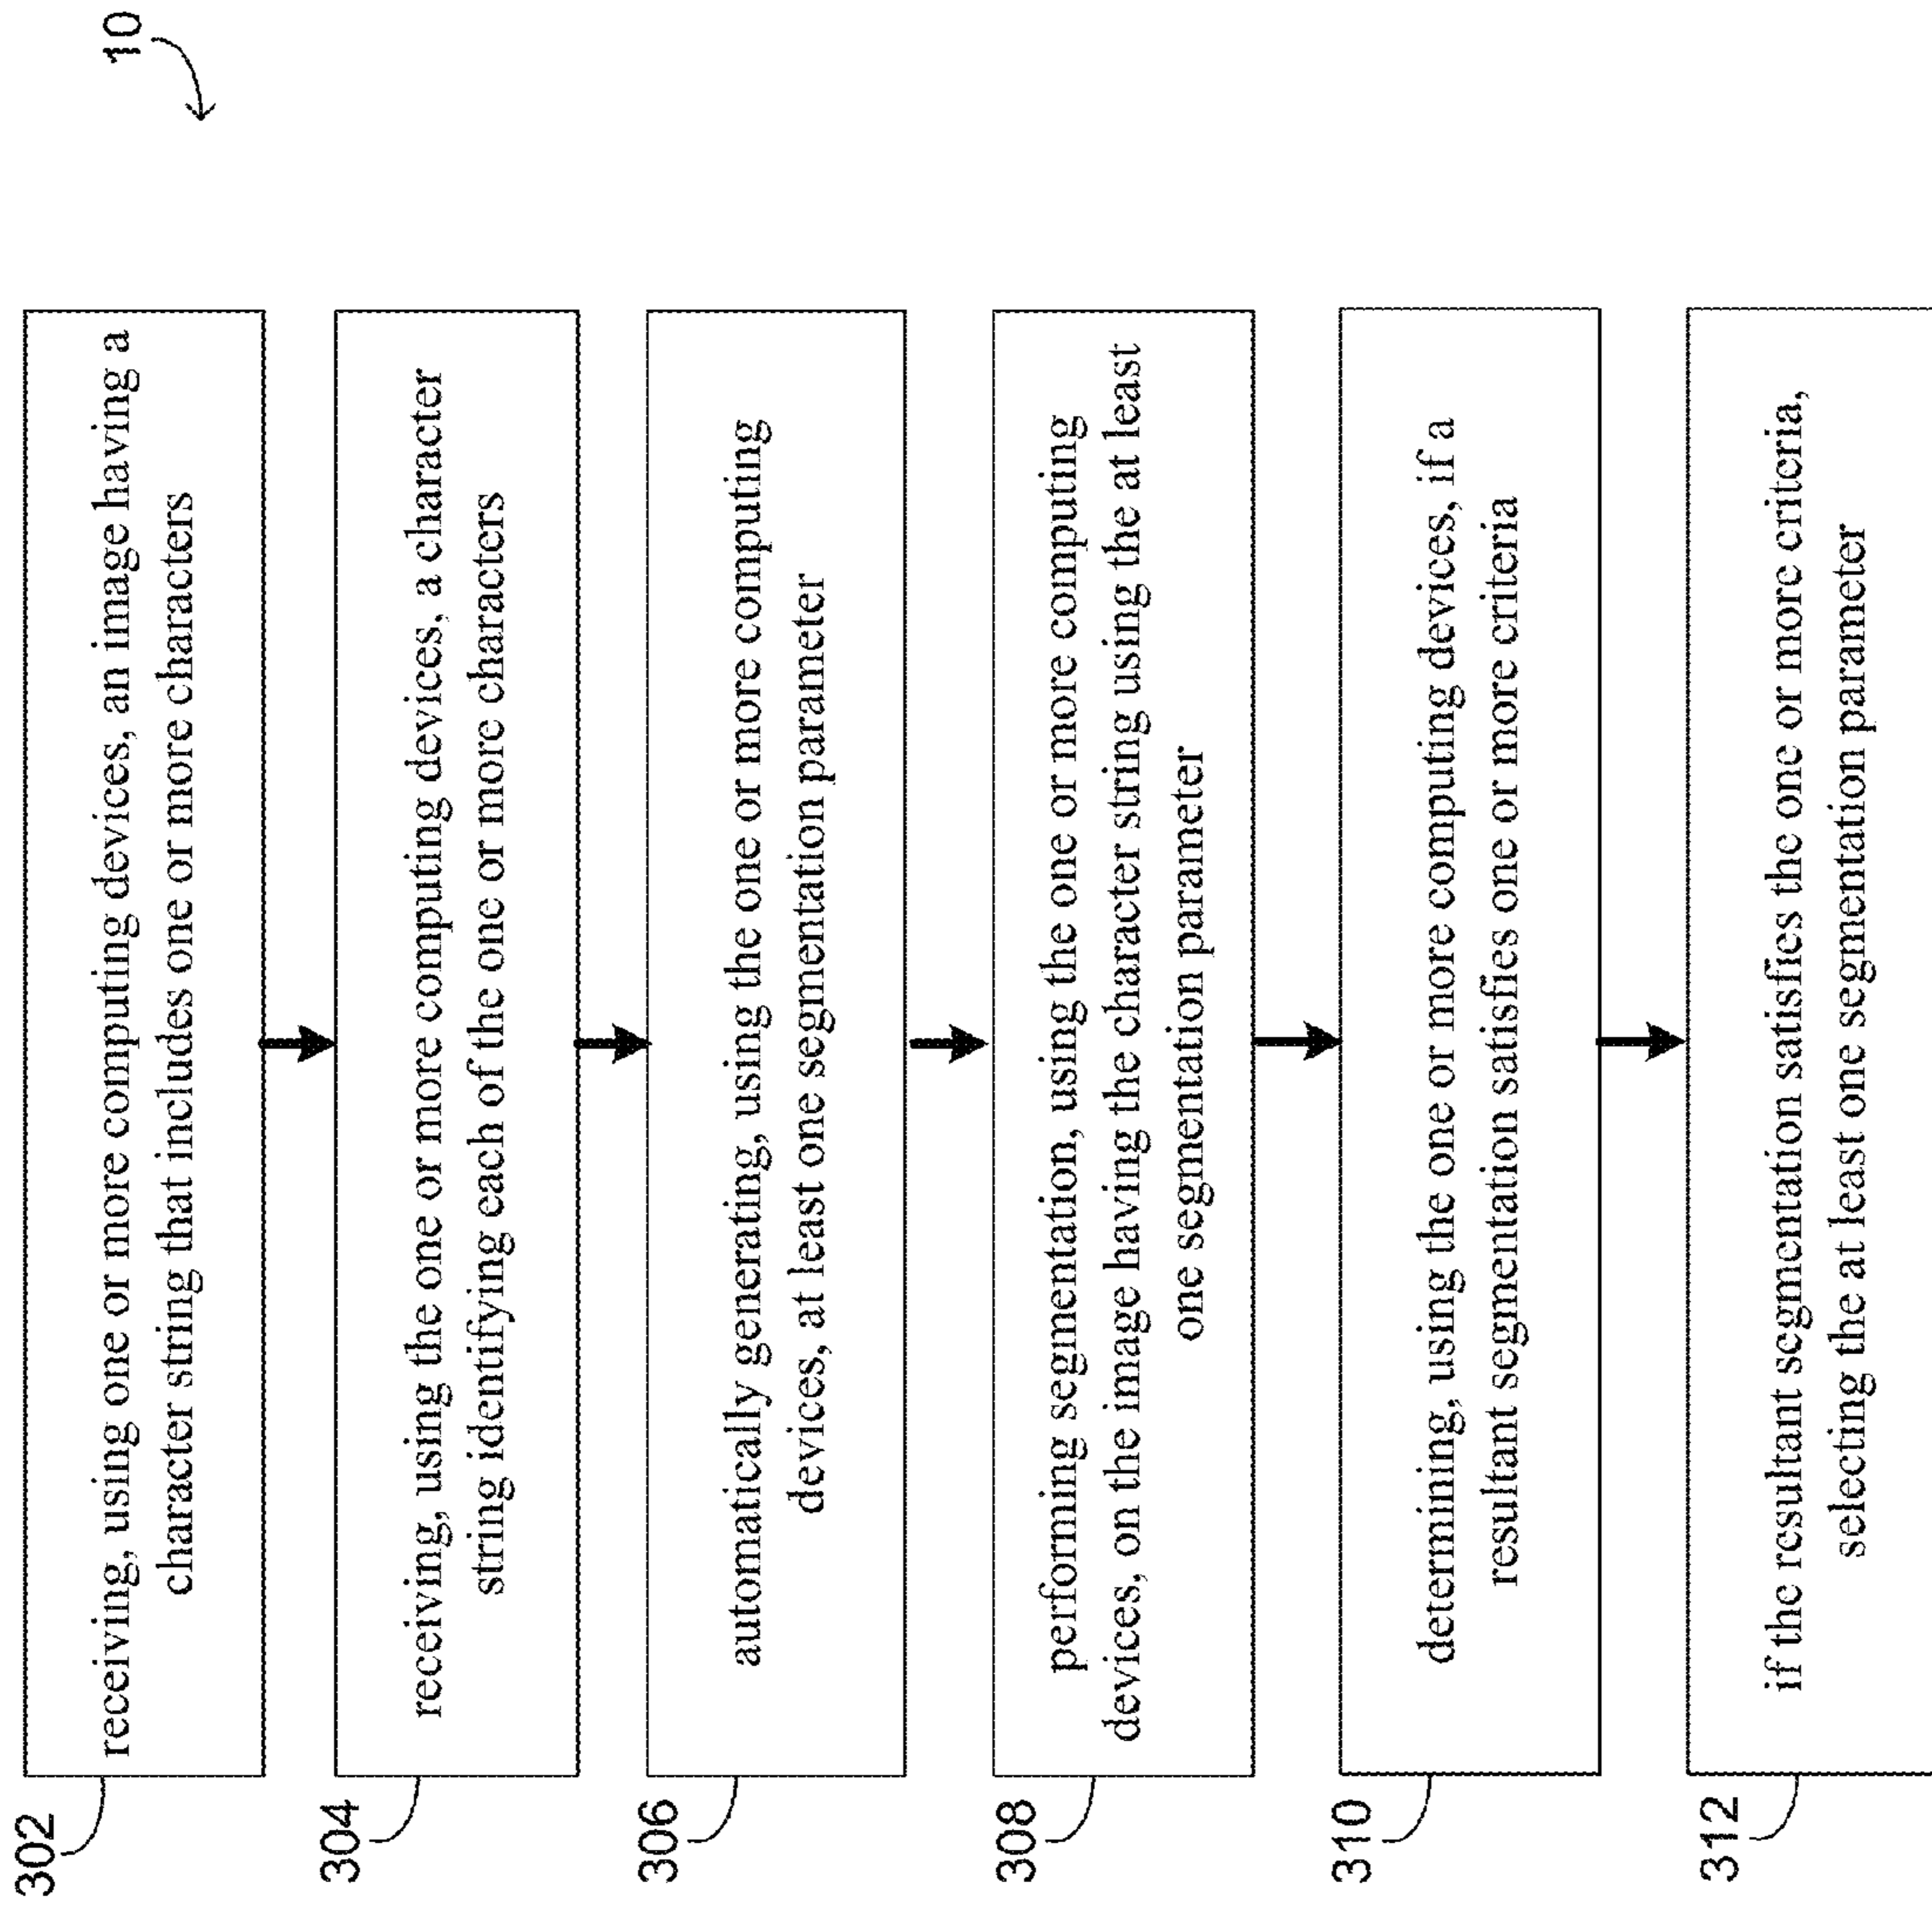 10
302
receiving, using one or more computing devices, an image having a
character string that includes one or more characters
304
receiving, using the one or more computing devices, a character
string identifying each of the one or more characters
306
automatically generating, using the one or more computing
devices, at least one segmentation parameter
308
performing segmentation, using the one or more computing
devices, on the image having the character string using the at least
one segmentation parameter
310
determining, using the one or more computing devices, if a
resultant segmentation satisfies one or more criteria
312
if the resultant segmentation satisfies the one or more criteria,
selecting the at least one segmentation parameter